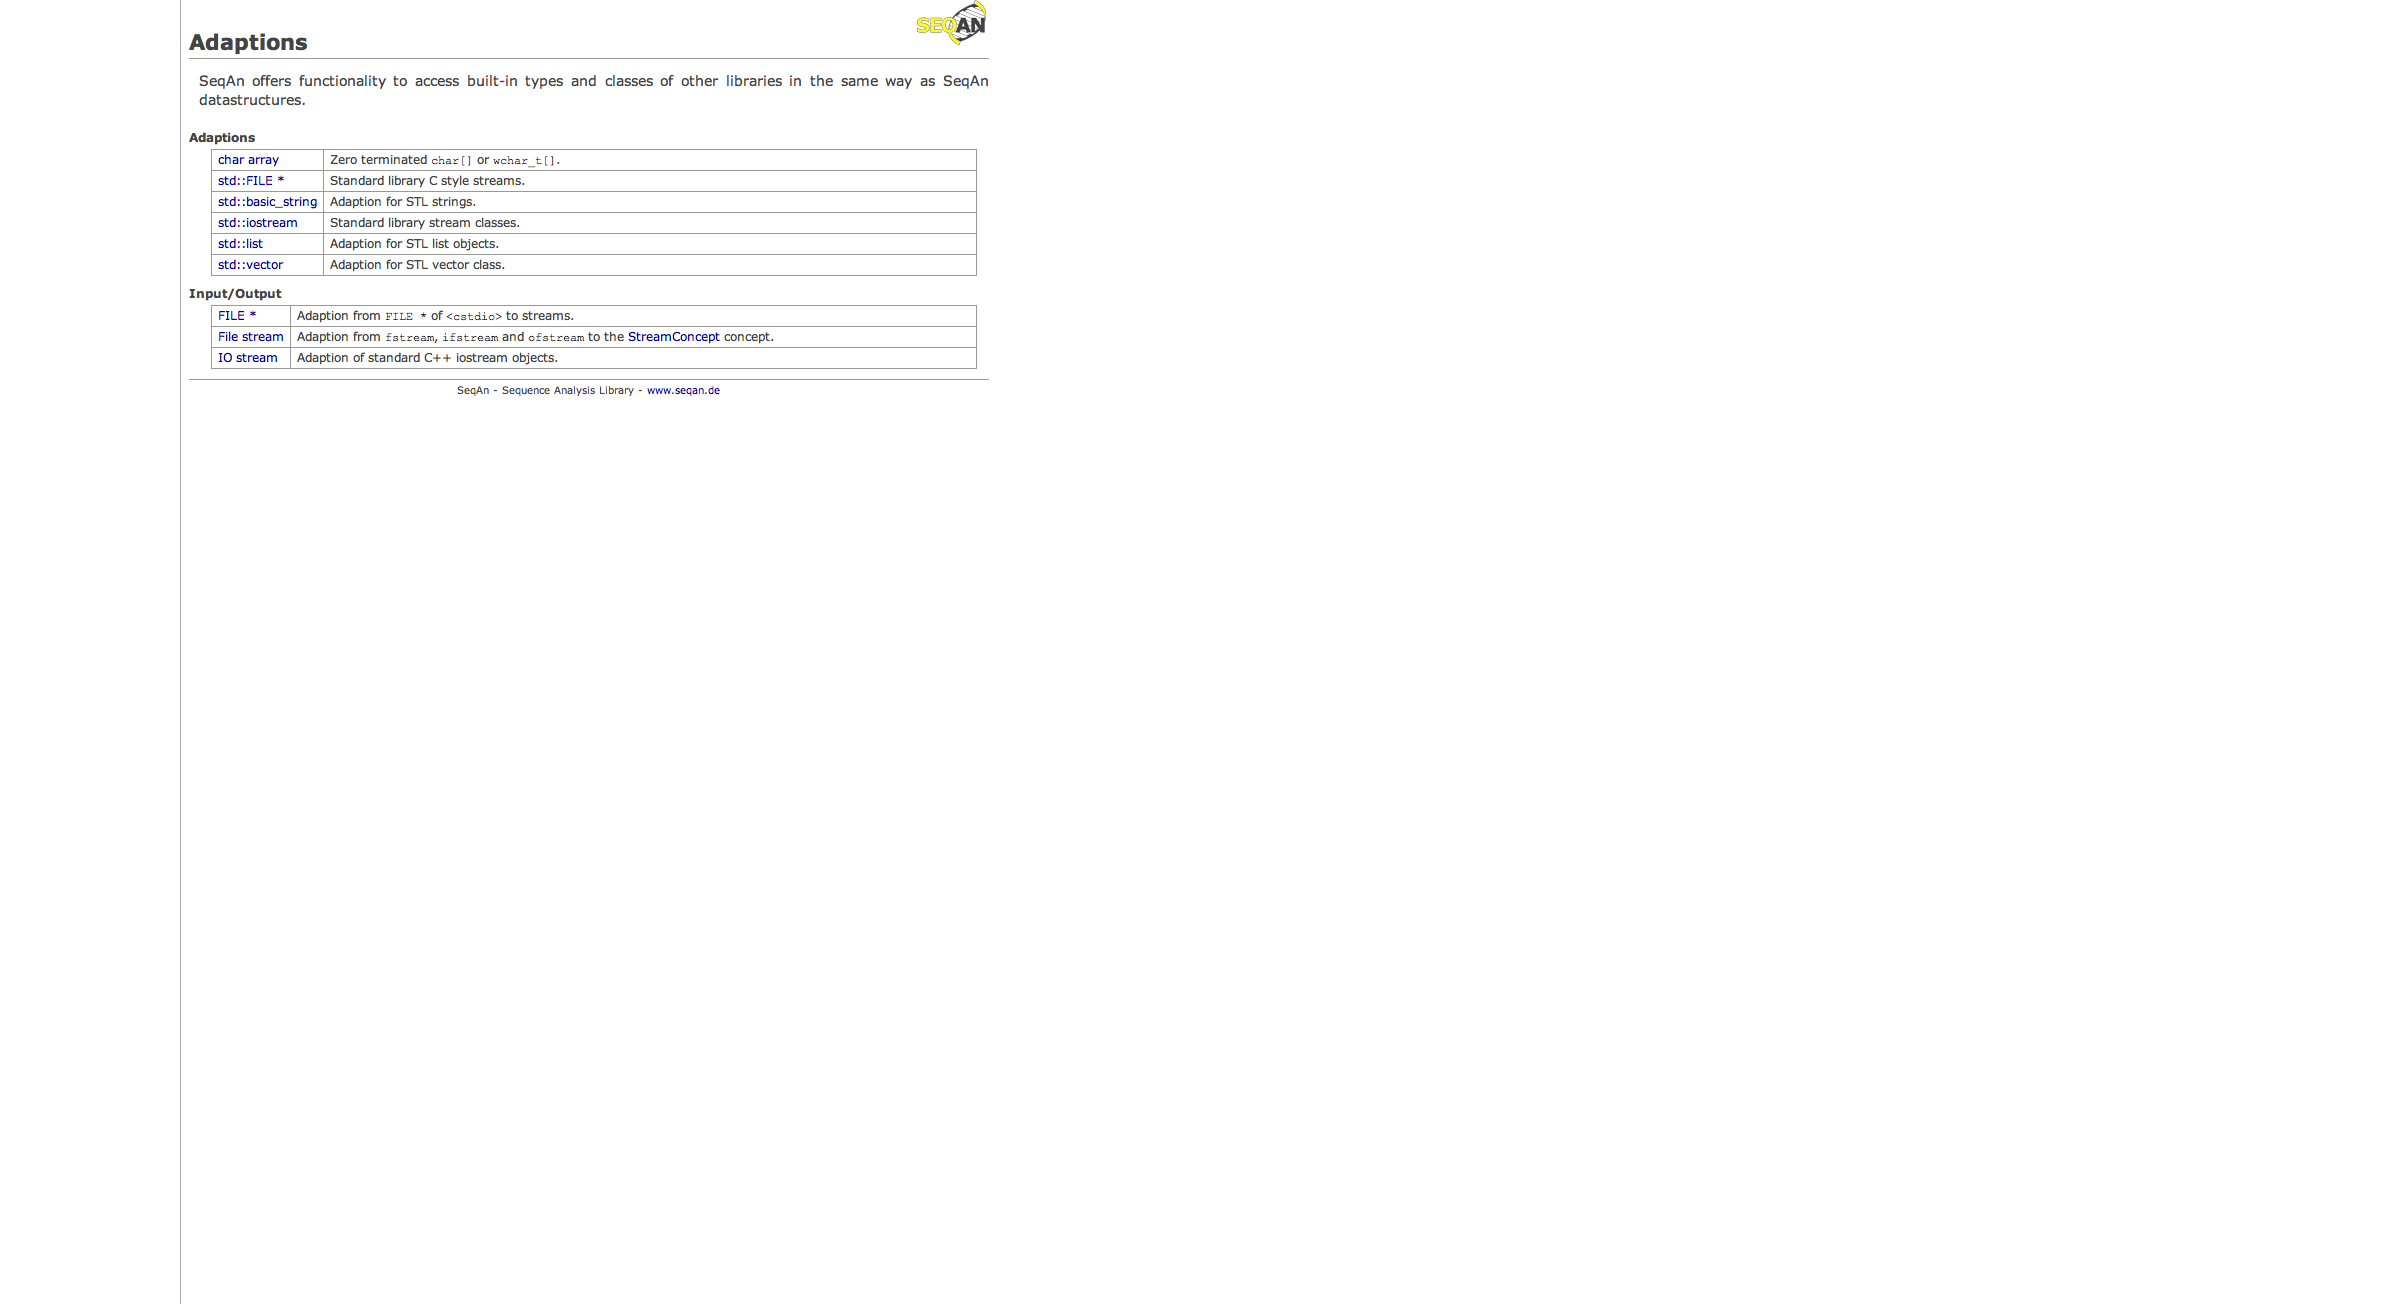 SEQAN
Adaptions
SeqAn offers functionality to access built-in types and classes of other libraries in the same way as SeqAn
datastructures.
Adaptions
char array Zero terminated char[] or wchar_t[].
std::FILE * Standard library C style streams.
std::basic_string Adaption for STL strings.
std::iostream Standard library stream classes.
std::list Adaption for STL list objects.
std::vector Adaption for STL vector class.
Input/Output
FILE * Adaption from FILE * of <cstdio> to streams.
File stream Adaption from fstream, ifstream and ofstream to the StreamConcept concept.
IO stream Adaption of standard C++ iostream objects.
SeqAn - Sequence Analysis Library - www.seqan.de